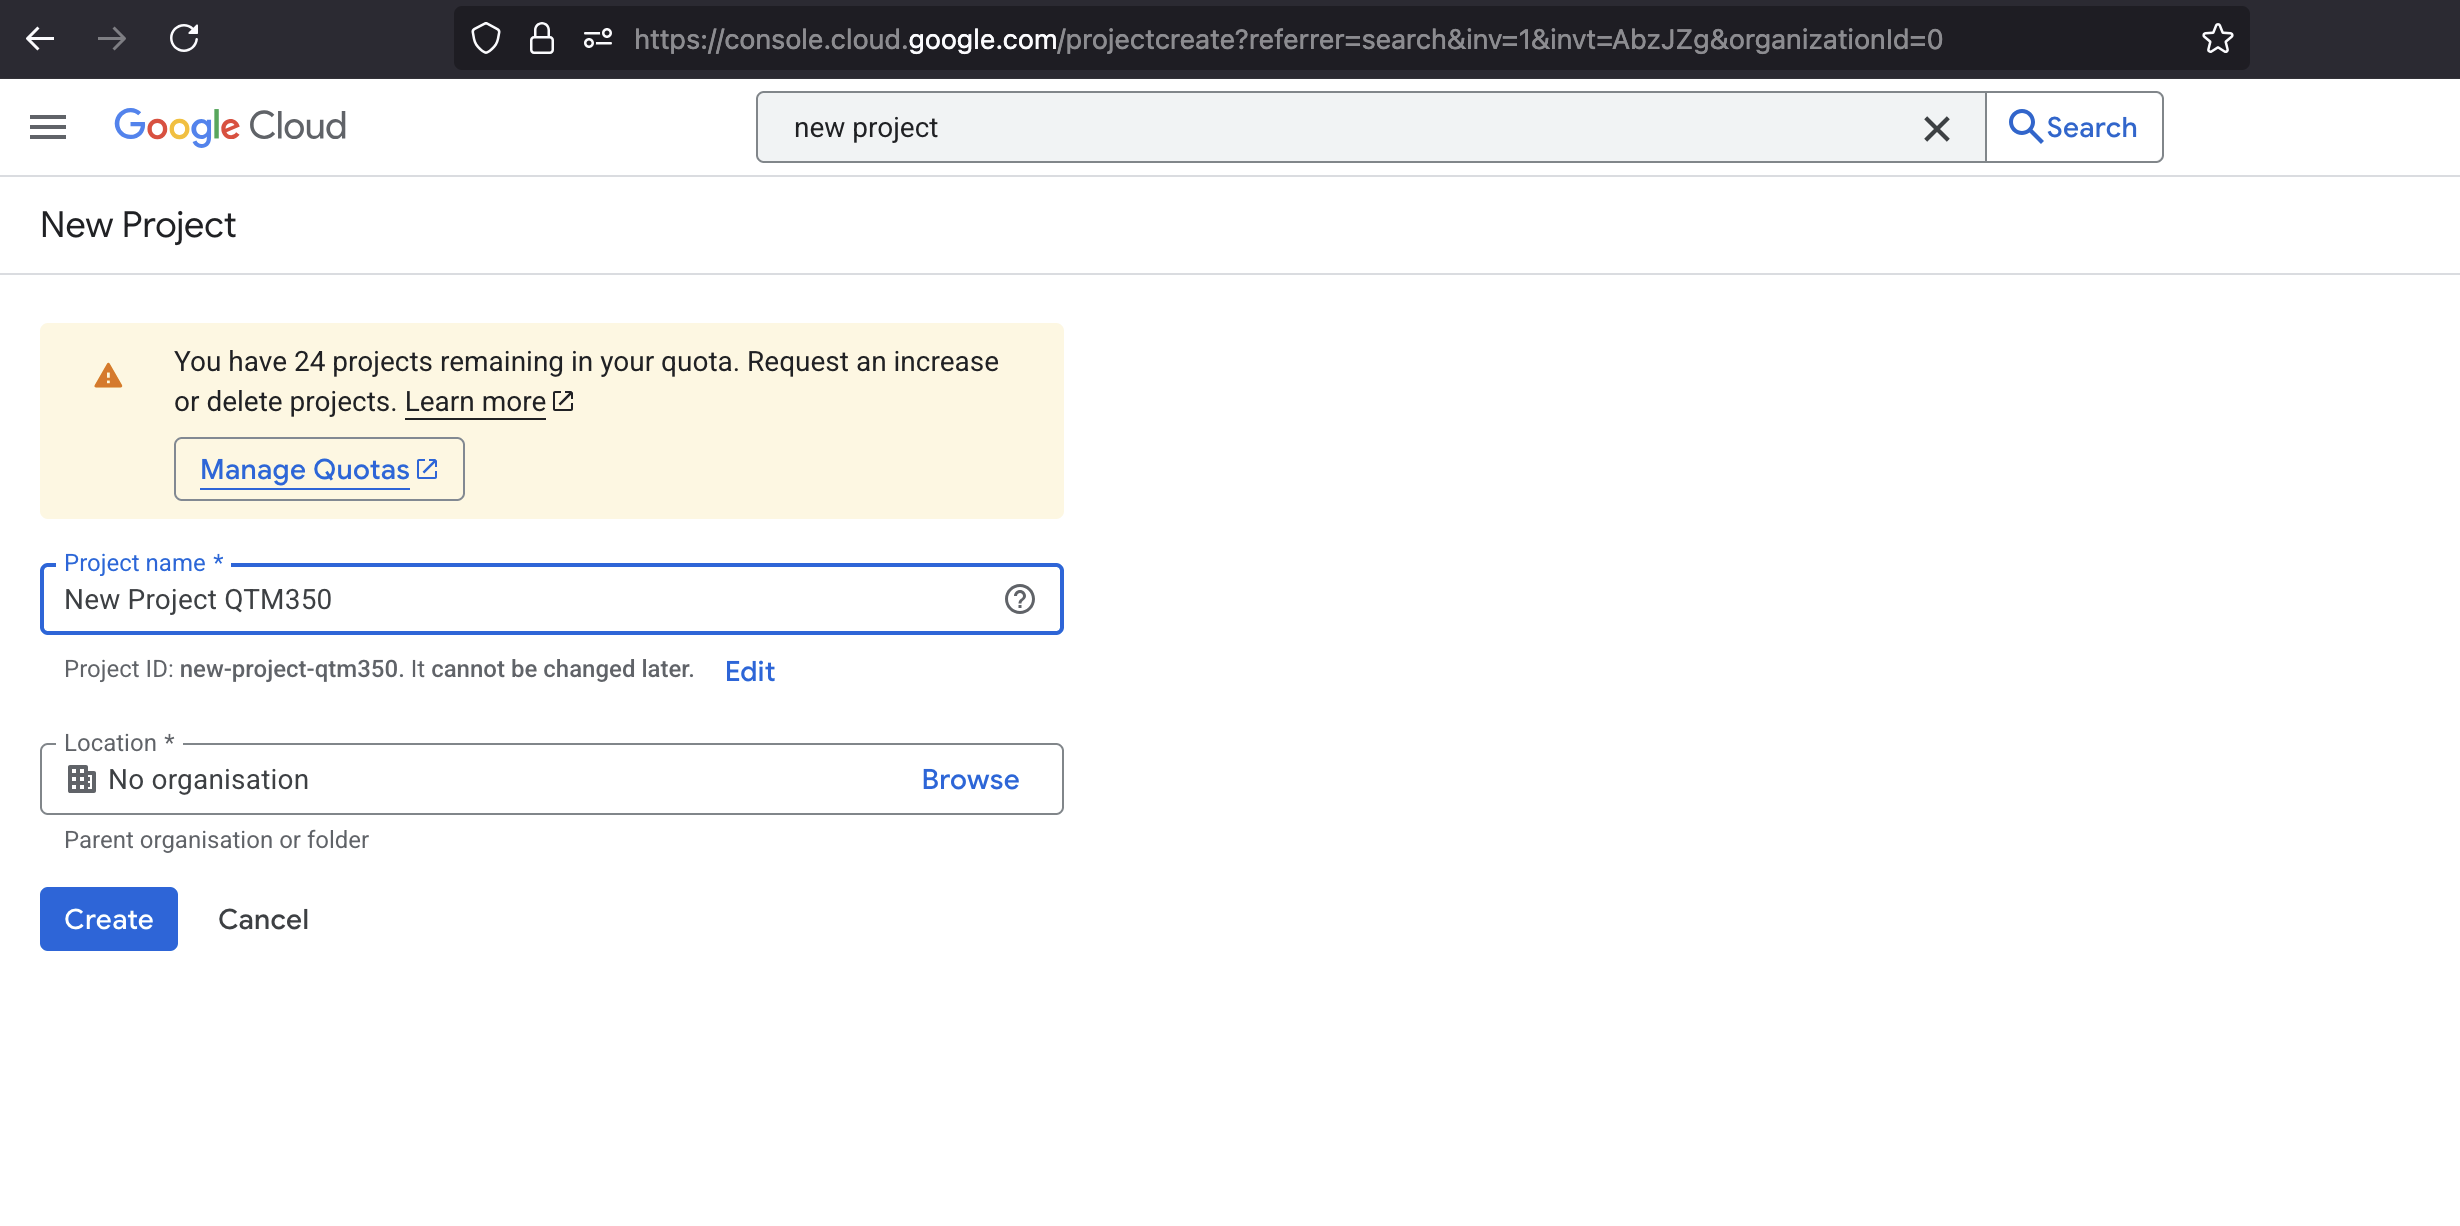 https://console.cloud.google.com/projectcreate?referrer=search&inv=1&invt=AbzJZg&organizationId=0
Google Cloud
new project
Search
New Project
You have 24 projects remaining in your quota. Request an increase
or delete projects. Learn more
Manage Quotas
Project name *
New Project QTM350
Project ID: new-project-qtm350. It cannot be changed later. Edit
Location *
No organisation
Browse
Parent organisation or folder
Create
Cancel